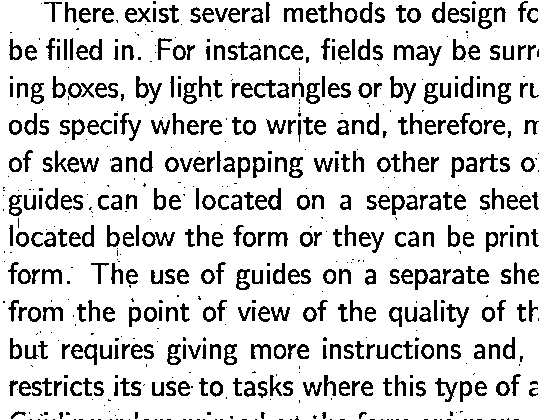 There exist several methods to design fo
be filled in. For instance, fields may be surr
ing boxes, by light rectangles or by guiding ru
ods specify where to write and, therefore, m
of skew and overlapping with other parts o
guides can be located on a separate sheet
located below the form or they can be print
form. The use of guides on a separate she
from the point of view of the quality of th
but requires giving more instructions and,
restricts its use to tasks where this type of a